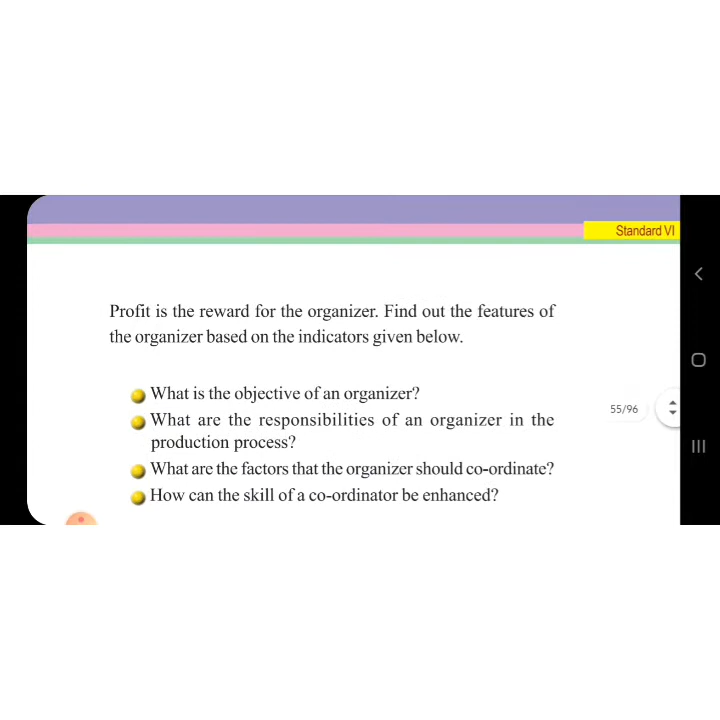 Standard VI
Profit is the reward for the organizer. Find out the features of
the organizer based on the indicators given below.
What is the objective of an organizer?
What are the responsibilities of an organizer in the
production process?
What are the factors that the organizer should co-ordinate?
How can the skill of a co-ordinator be enhanced?
55/96